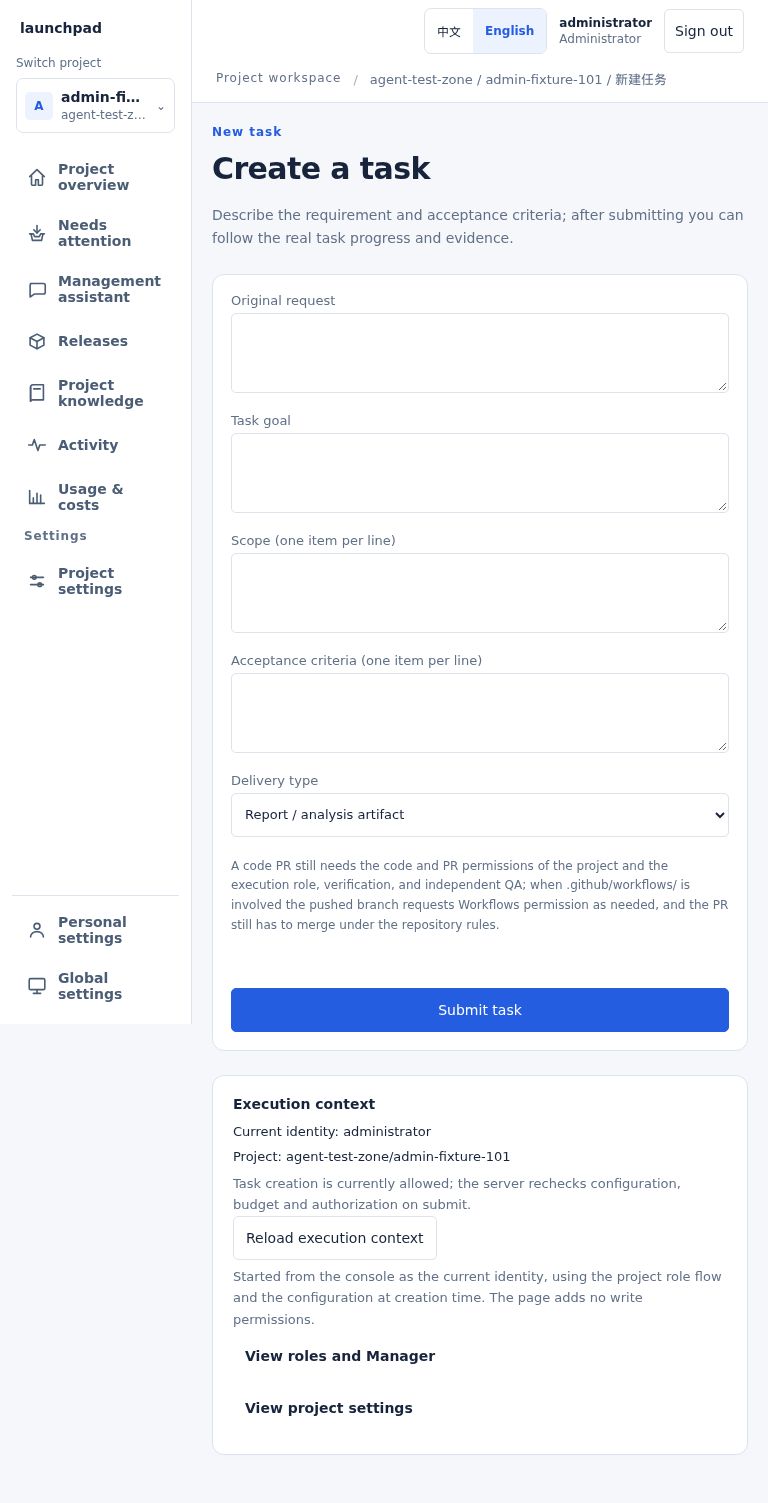 launchpad
Switch project
A
admin-fi...
agent-test-z...
Project
overview
Needs
attention
Management
assistant
Releases
Project
knowledge
Activity
Usage &
costs
Settings
Project
settings
Personal
settings
Global
settings
中文
English
administrator
Administrator
Sign out
Project workspace / agent-test-zone / admin-fixture-101 / 新建任务
New task
Create a task
Describe the requirement and acceptance criteria; after submitting you can
follow the real task progress and evidence.
Original request
Task goal
Scope (one item per line)
Acceptance criteria (one item per line)
Delivery type
Report / analysis artifact
A code PR still needs the code and PR permissions of the project and the
execution role, verification, and independent QA; when .github/workflows/ is
involved the pushed branch requests Workflows permission as needed, and the PR
still has to merge under the repository rules.
Submit task
Execution context
Current identity: administrator
Project: agent-test-zone/admin-fixture-101
Task creation is currently allowed; the server rechecks configuration,
budget and authorization on submit.
Reload execution context
Started from the console as the current identity, using the project role flow
and the configuration at creation time. The page adds no write
permissions.
View roles and Manager
View project settings